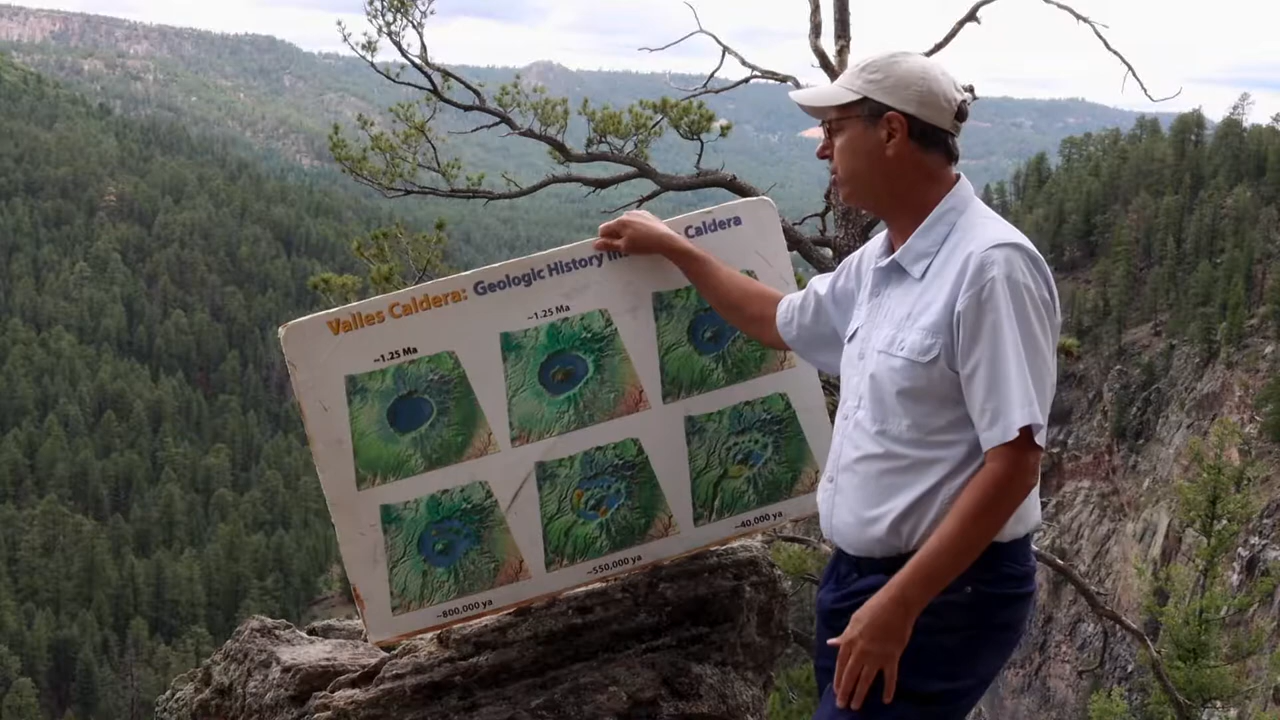 Valles Caldera: Geologic History Caldera
~1.25 Ma
~1.25 Ma
~800,000 ya
~550,000 ya
~40,000 ya